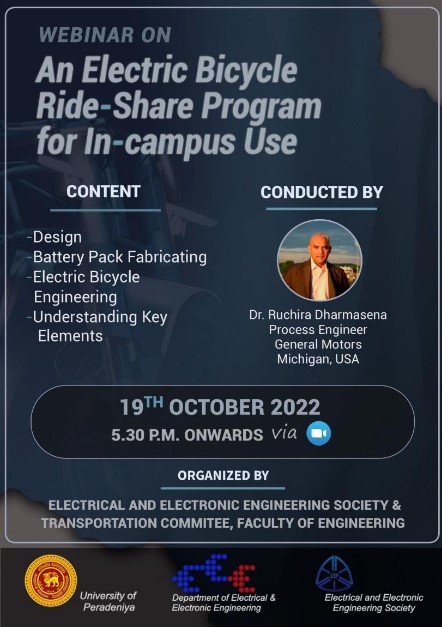 WEBINAR ON
An Electric Bicycle
Ride-Share Program
for In-campus Use
CONTENT
-Design
-Battery Pack Fabricating
-Electric Bicycle
Engineering
-Understanding Key
Elements
CONDUCTED BY
Dr. Ruchira Dharmasena
Process Engineer
General Motors
Michigan, USA
19TH OCTOBER 2022
5.30 P.M. ONWARDS via
ORGANIZED BY
ELECTRICAL AND ELECTRONIC ENGINEERING SOCIETY &
TRANSPORTATION COMMITEE, FACULTY OF ENGINEERING
University of
Peradeniya
Department of Electrical &
Electronic Engineering
Electrical and Electronic
Engineering Society